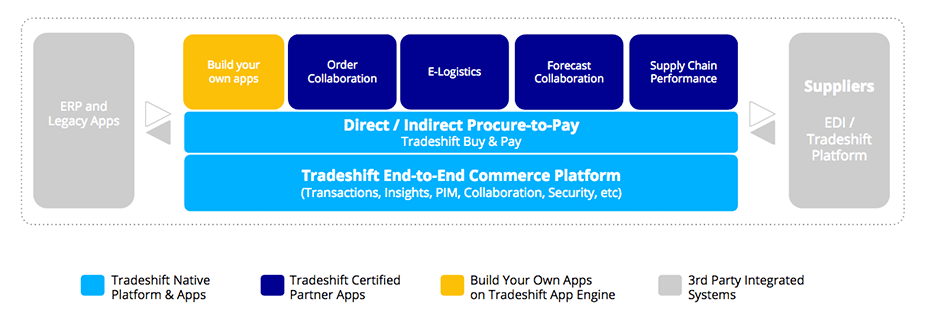 ERP and
Legacy Apps
Build your
own apps
Order
Collaboration
E-Logistics
Forecast
Collaboration
Supply Chain
Performance
Direct / Indirect Procure-to-Pay
Tradeshift Buy & Pay
Tradeshift End-to-End Commerce Platform
(Transactions, Insights, PIM, Collaboration, Security, etc)
Suppliers
EDI /
Tradeshift
Platform
Tradeshift Native
Platform & Apps
Tradeshift Certified
Partner Apps
Build Your Own Apps
on Tradeshift App Engine
3rd Party Integrated
Systems